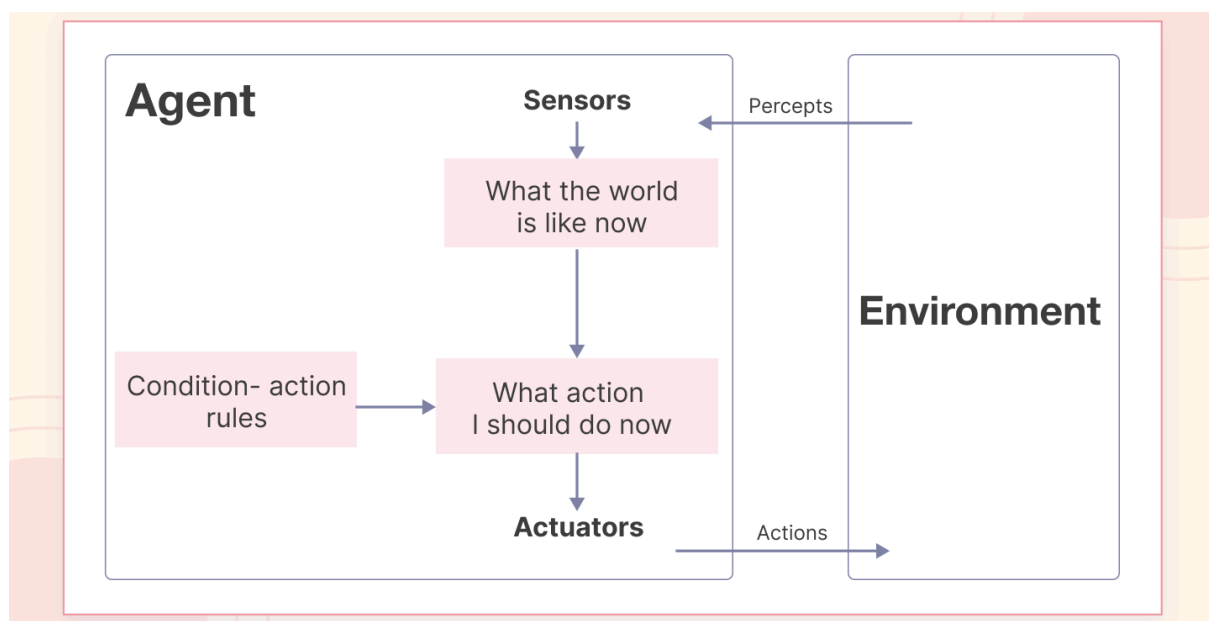 Agent
Sensors
Percepts
What the world
is like now
Environment
Condition- action
rules
What action
I should do now
Actuators
Actions